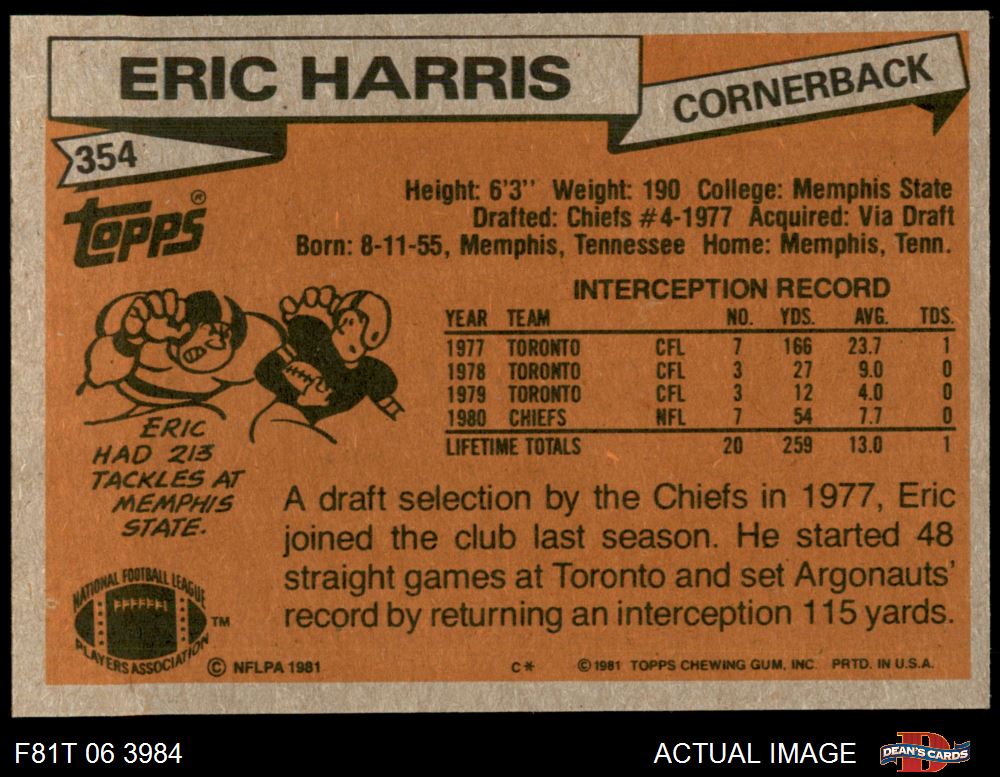 ERIC HARRIS
CORNERBACK
354
TOPPS®
Height: 6'3" Weight: 190 College: Memphis State
Drafted: Chiefs #4-1977 Acquired: Via Draft
Born: 8-11-55, Memphis, Tennessee Home: Memphis, Tenn.
INTERCEPTION RECORD
YEAR TEAM NO. YDS. AVG. TDS.
1977 TORONTO CFL 7 166 23.7 1
1978 TORONTO CFL 3 27 9.0 0
1979 TORONTO CFL 3 12 4.0 0
1980 CHIEFS NFL 7 54 7.7 0
LIFETIME TOTALS 20 259 13.0 1
ERIC
HAD 213
TACKLES AT
MEMPHIS
STATE.
A draft selection by the Chiefs in 1977, Eric
joined the club last season. He started 48
straight games at Toronto and set Argonauts'
record by returning an interception 115 yards.
NATIONAL FOOTBALL LEAGUE
PLAYERS ASSOCIATION
TM
© NFLPA 1981
C*
© 1981 TOPPS CHEWING GUM, INC. PRTD. IN U.S.A.
F81T 06 3984
ACTUAL IMAGE
D
DEAN'S CARDS